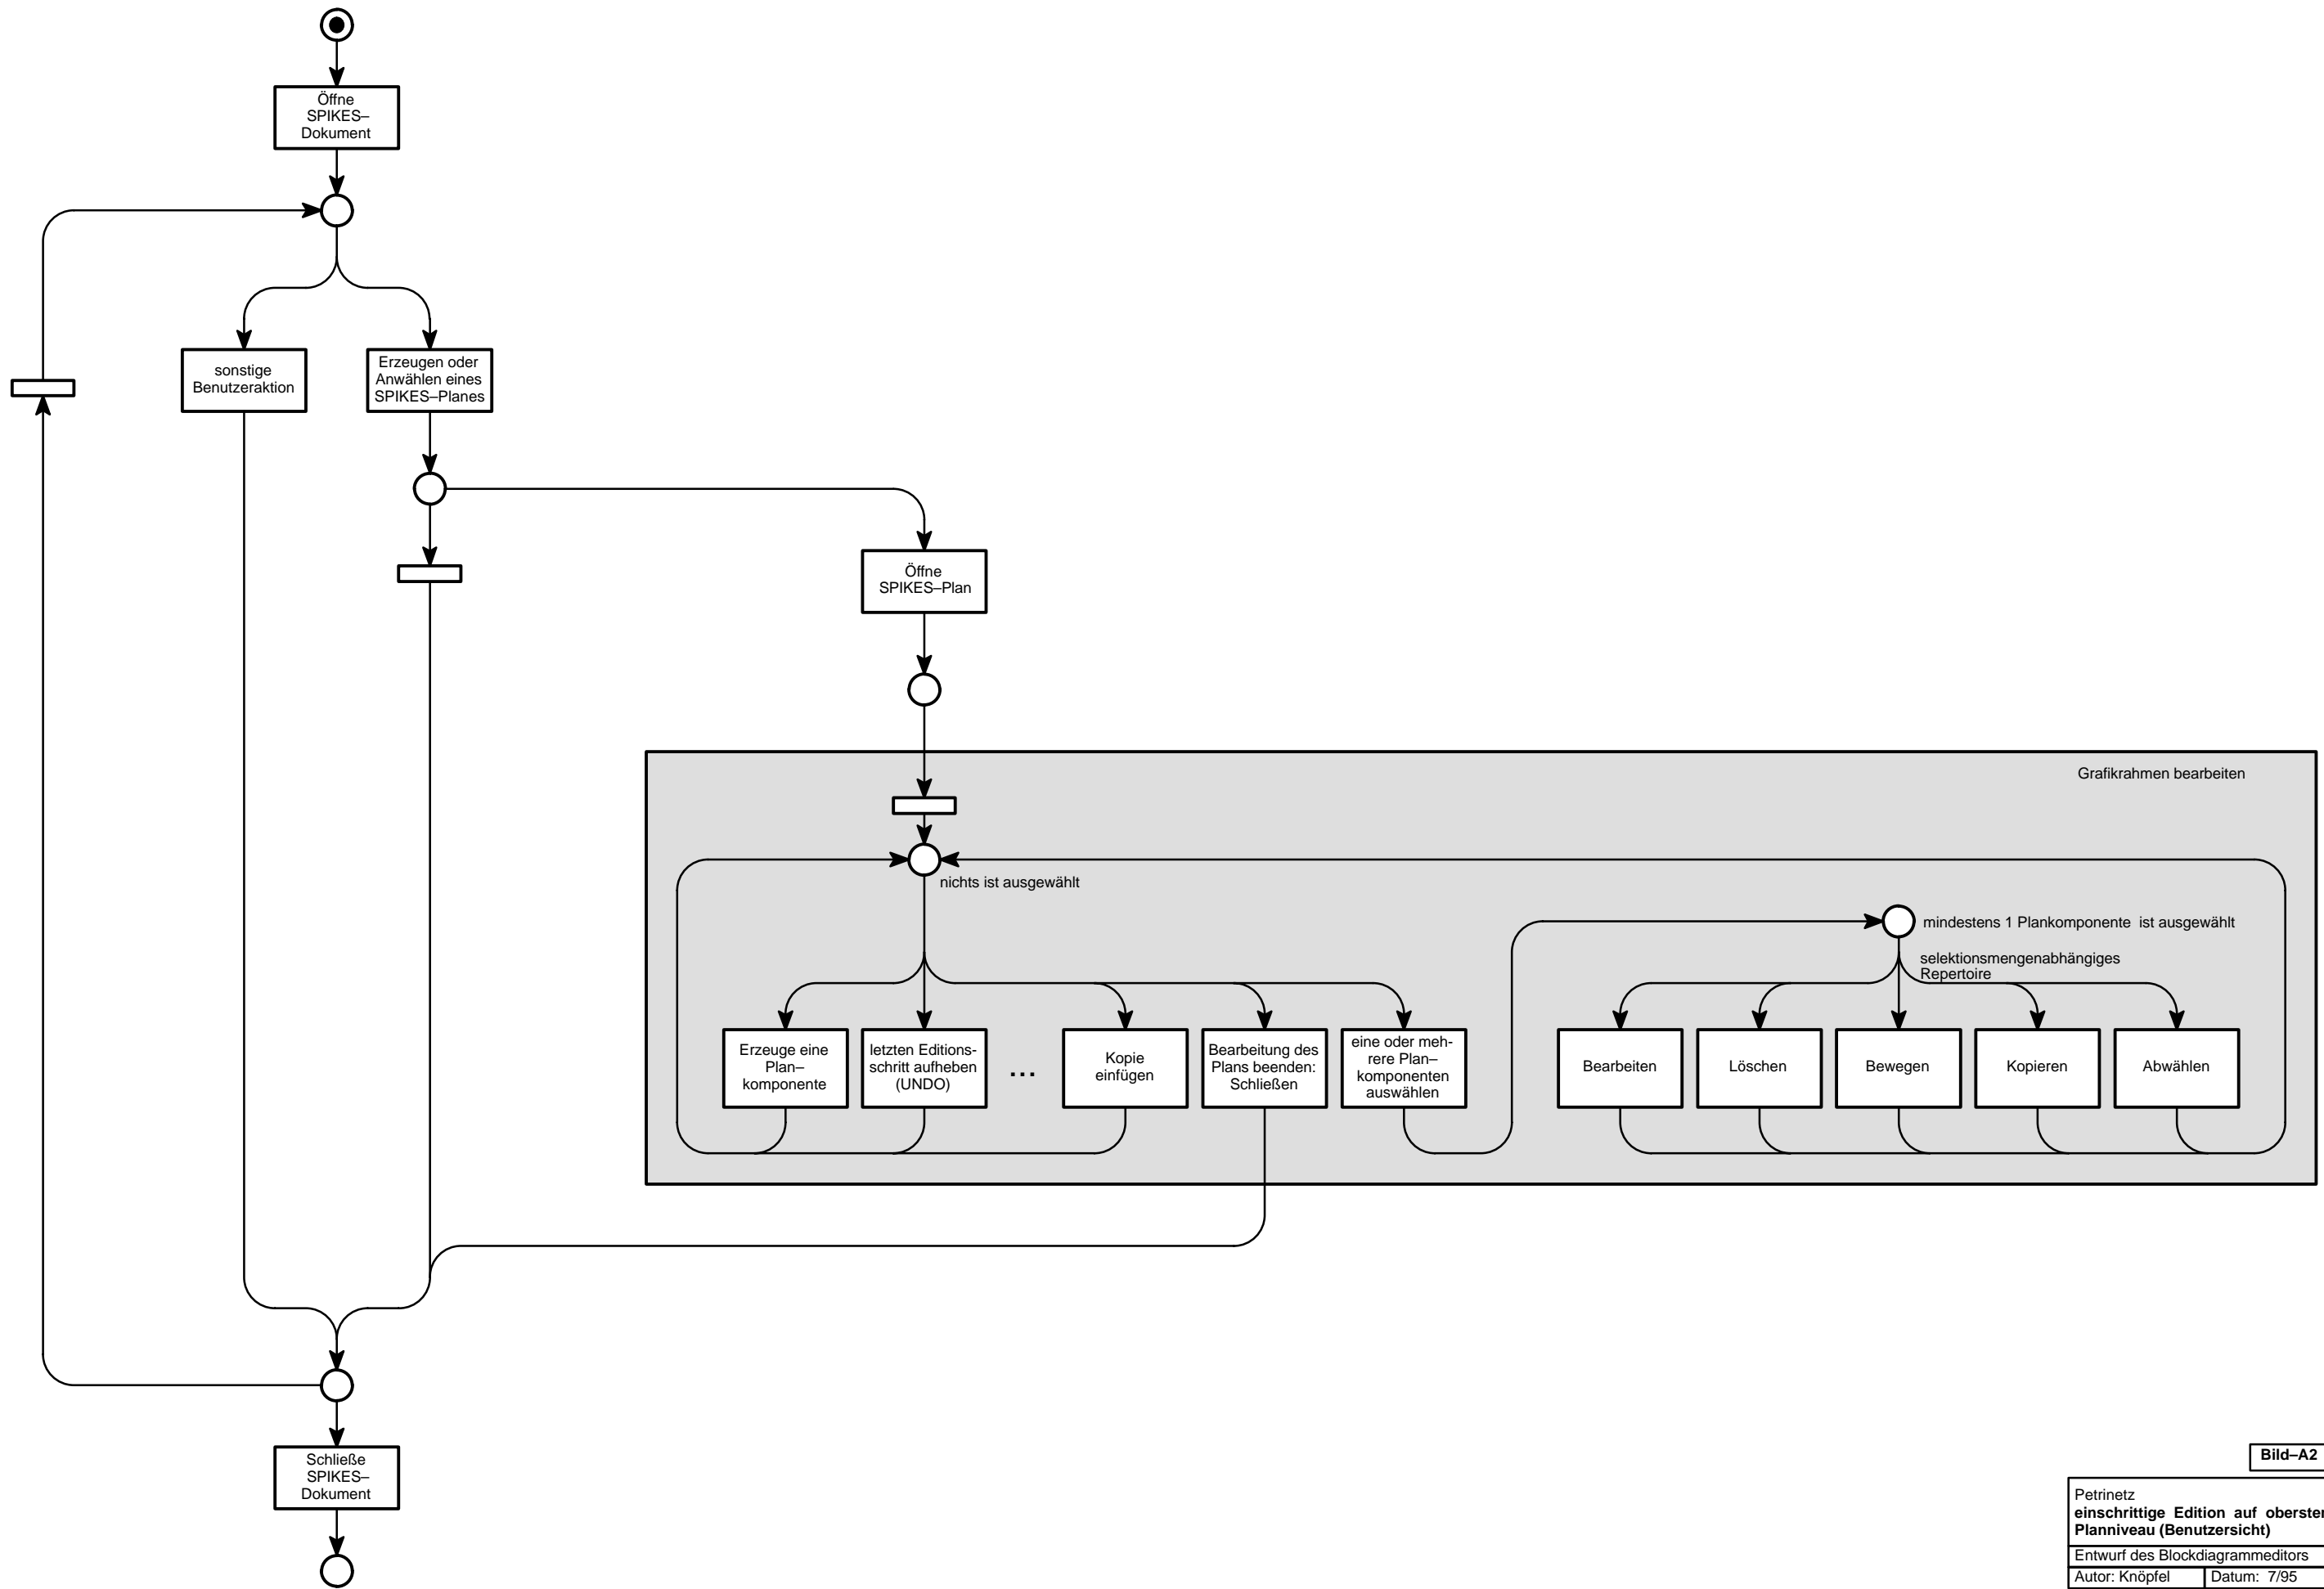 Öffne
SPIKES–
Dokument
sonstige
Benutzeraktion
Erzeugen oder
Anwählen eines
SPIKES–Planes
Öffne
SPIKES–Plan
Grafikrahmen bearbeiten
nichts ist ausgewählt
mindestens 1 Plankomponente ist ausgewählt
selektionsmengenabhängiges
Repertoire
Erzeuge eine
Plan–
komponente
letzten Editions-
schritt aufheben
(UNDO)
...
Kopie
einfügen
Bearbeitung des
Plans beenden:
Schließen
eine oder meh-
rere Plan–
komponenten
auswählen
Bearbeiten
Löschen
Bewegen
Kopieren
Abwählen
Schließe
SPIKES–
Dokument
Bild–A2
Petrinetz
einschrittige Edition auf oberster
Planniveau (Benutzersicht)
Entwurf des Blockdiagrammeditors
Autor: Knöpfel
Datum: 7/95